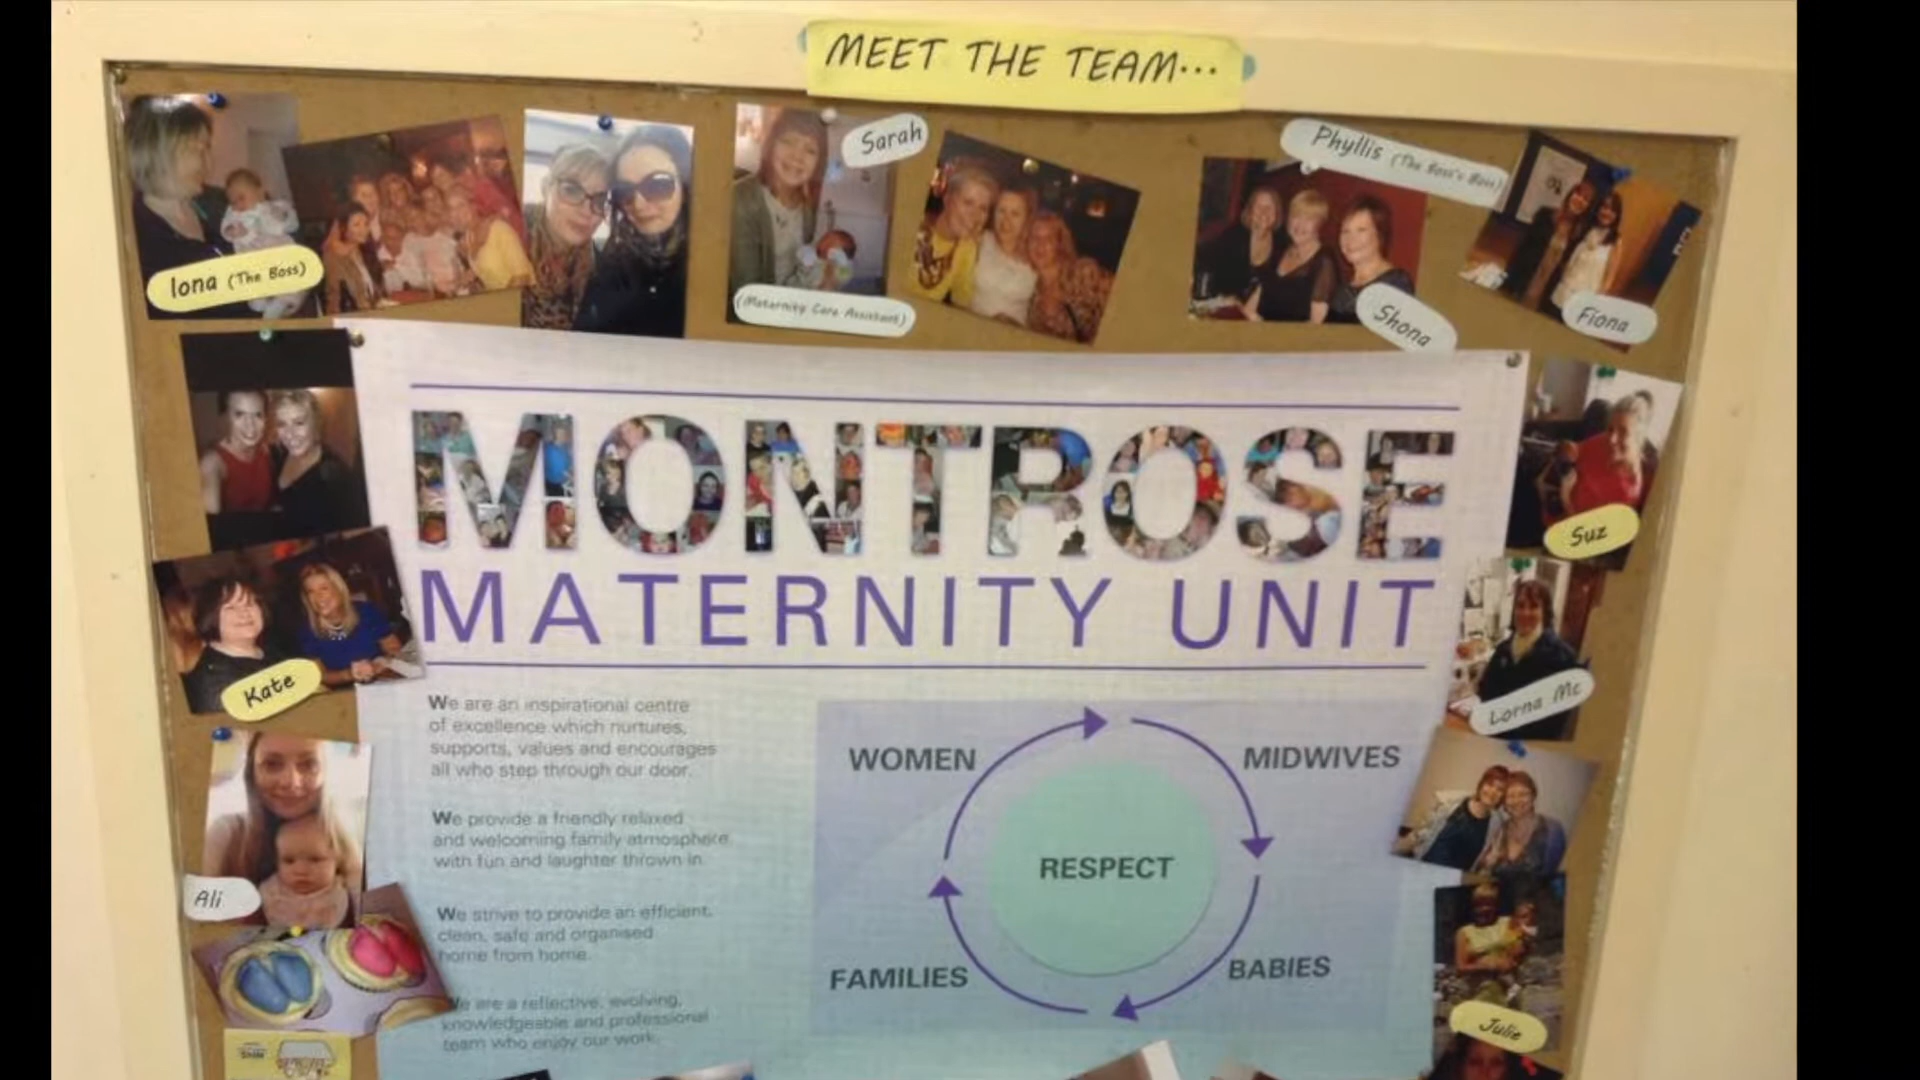 MEET THE TEAM...
Sarah
Phyllis (The Boss's Boss)
Iona (The Boss)
(Maternity Care Assistant)
Shona
Fiona
MONTROSE
MATERNITY UNIT
Suz
Kate
Lorna Mc
We are an inspirational centre
of excellence which nurtures,
supports, values and encourages
all who step through our door.
We provide a friendly relaxed
and welcoming family atmosphere
with fun and laughter thrown in.
We strive to provide an efficient,
clean, safe and organised
home from home.
We are a reflective, evolving,
knowledgeable and professional
team who enjoy our work.
WOMEN
MIDWIVES
RESPECT
FAMILIES
BABIES
Ali
Julie